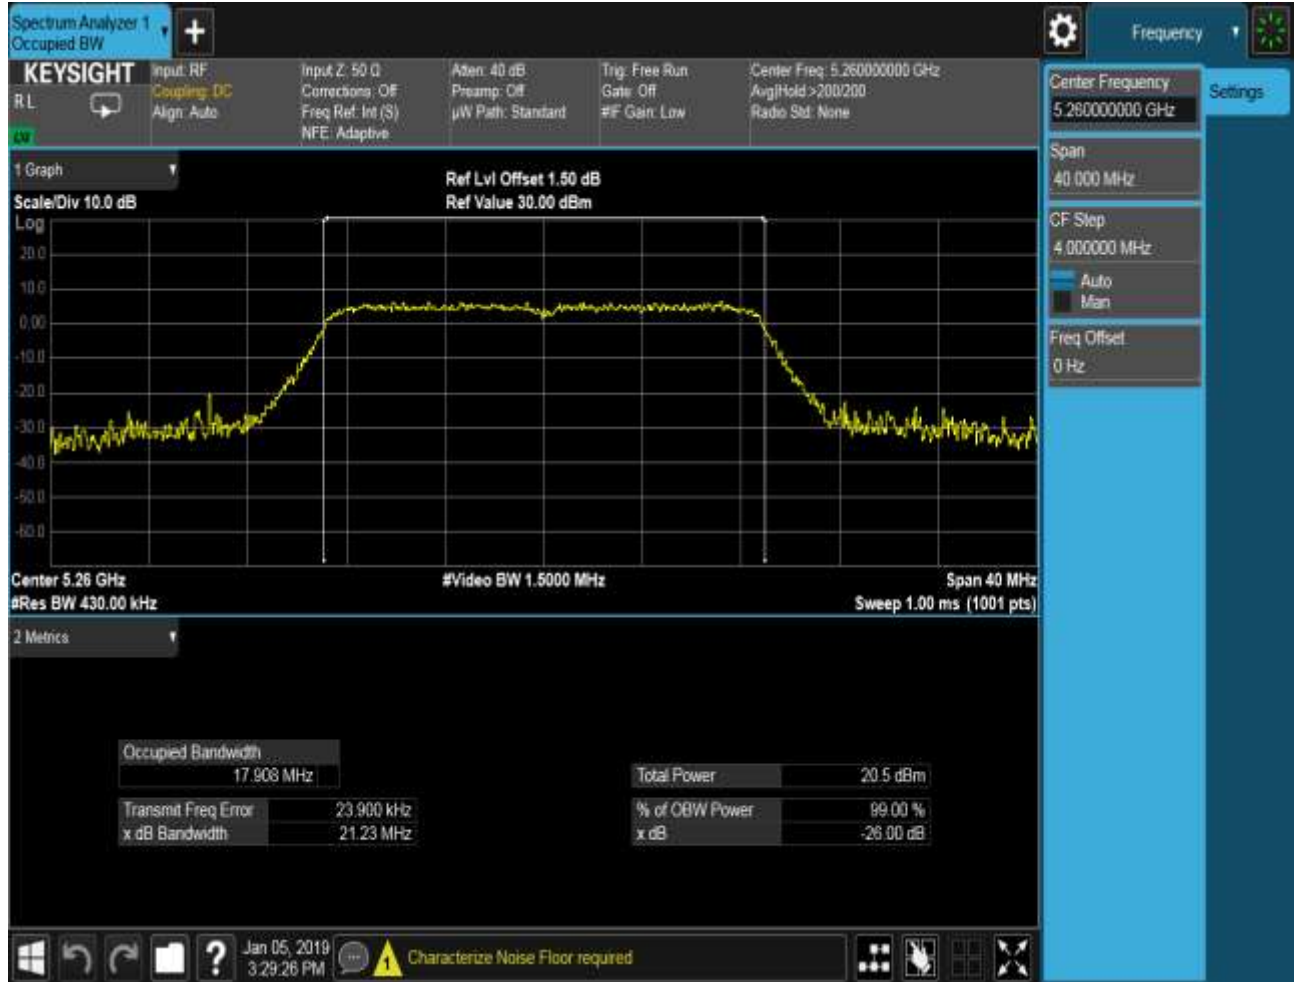 Spectrum Analyzer 1
Occupied BW
Frequency
KEYSIGHT
R L
Input: RF
Coupling: DC
Align: Auto
Input Z: 50 Ω
Corrections: Off
Freq Ref: Int (S)
NFE: Adaptive
Atten: 40 dB
Preamp: Off
µW Path: Standard
Trig: Free Run
Gate: Off
#IF Gain: Low
Center Freq: 5.260000000 GHz
Avg|Hold:>200/200
Radio Std: None
Center Frequency
5.260000000 GHz
Settings
Span
40.000 MHz
CF Step
4.000000 MHz
Auto
Man
Freq Offset
0 Hz
1 Graph
Ref Lvl Offset 1.50 dB
Scale/Div 10.0 dB
Ref Value 30.00 dBm
Log
20.0
10.0
0.00
-10.0
-20.0
-30.0
-40.0
-50.0
-60.0
Center 5.26 GHz
#Video BW 1.5000 MHz
Span 40 MHz
#Res BW 430.00 kHz
Sweep 1.00 ms (1001 pts)
2 Metrics
Occupied Bandwidth
17.908 MHz
Total Power 20.5 dBm
Transmit Freq Error 23.900 kHz
% of OBW Power 99.00 %
x dB Bandwidth 21.23 MHz
x dB -26.00 dB
?
Jan 05, 2019
3:29:26 PM
1
Characterize Noise Floor required